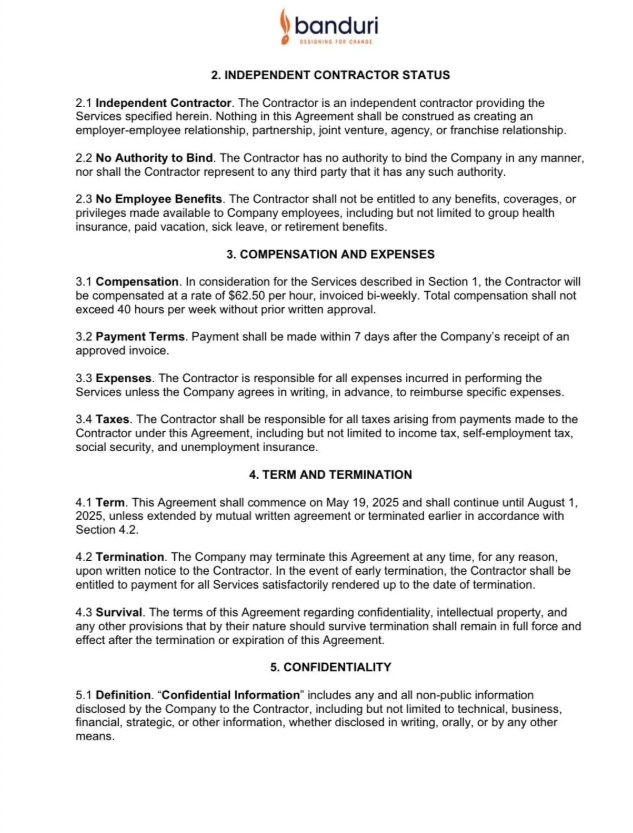 banduri
DESIGNING FOR CHANGE
2. INDEPENDENT CONTRACTOR STATUS
2.1 Independent Contractor. The Contractor is an independent contractor providing the
Services specified herein. Nothing in this Agreement shall be construed as creating an
employer-employee relationship, partnership, joint venture, agency, or franchise relationship.
2.2 No Authority to Bind. The Contractor has no authority to bind the Company in any manner,
nor shall the Contractor represent to any third party that it has any such authority.
2.3 No Employee Benefits. The Contractor shall not be entitled to any benefits, coverages, or
privileges made available to Company employees, including but not limited to group health
insurance, paid vacation, sick leave, or retirement benefits.
3. COMPENSATION AND EXPENSES
3.1 Compensation. In consideration for the Services described in Section 1, the Contractor will
be compensated at a rate of $62.50 per hour, invoiced bi-weekly. Total compensation shall not
exceed 40 hours per week without prior written approval.
3.2 Payment Terms. Payment shall be made within 7 days after the Company’s receipt of an
approved invoice.
3.3 Expenses. The Contractor is responsible for all expenses incurred in performing the
Services unless the Company agrees in writing, in advance, to reimburse specific expenses.
3.4 Taxes. The Contractor shall be responsible for all taxes arising from payments made to the
Contractor under this Agreement, including but not limited to income tax, self-employment tax,
social security, and unemployment insurance.
4. TERM AND TERMINATION
4.1 Term. This Agreement shall commence on May 19, 2025 and shall continue until August 1,
2025, unless extended by mutual written agreement or terminated earlier in accordance with
Section 4.2.
4.2 Termination. The Company may terminate this Agreement at any time, for any reason,
upon written notice to the Contractor. In the event of early termination, the Contractor shall be
entitled to payment for all Services satisfactorily rendered up to the date of termination.
4.3 Survival. The terms of this Agreement regarding confidentiality, intellectual property, and
any other provisions that by their nature should survive termination shall remain in full force and
effect after the termination or expiration of this Agreement.
5. CONFIDENTIALITY
5.1 Definition. “Confidential Information” includes any and all non-public information
disclosed by the Company to the Contractor, including but not limited to technical, business,
financial, strategic, or other information, whether disclosed in writing, orally, or by any other
means.